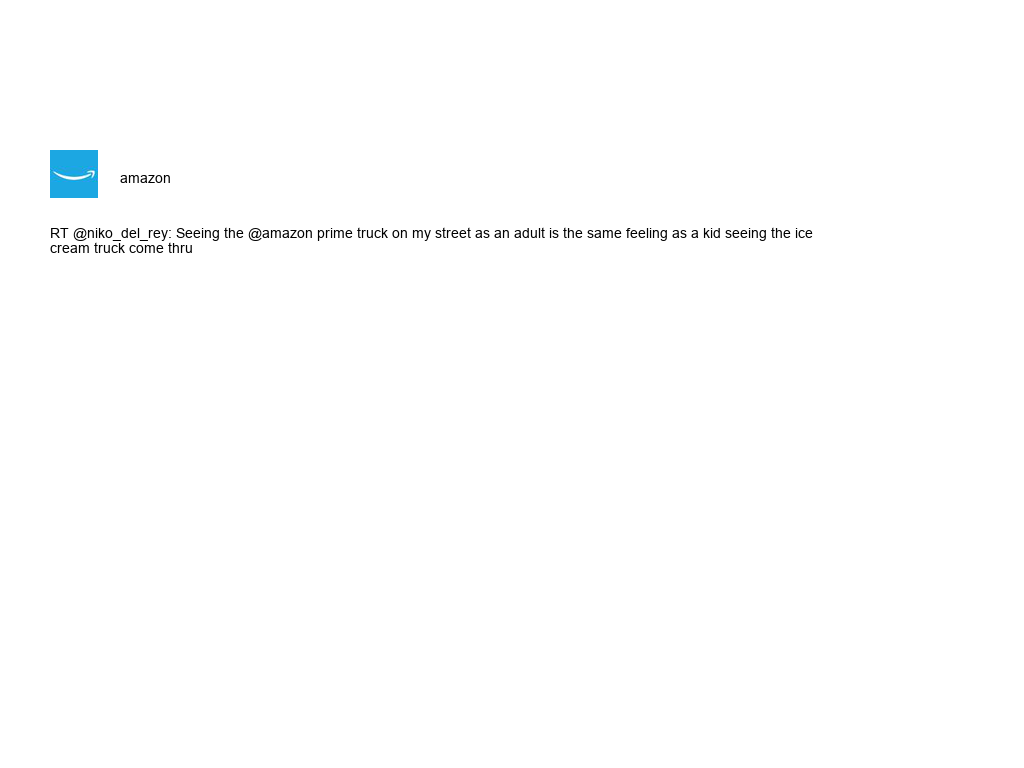 amazon
RT @niko_del_rey: Seeing the @amazon prime truck on my street as an adult is the same feeling as a kid seeing the ice
cream truck come thru